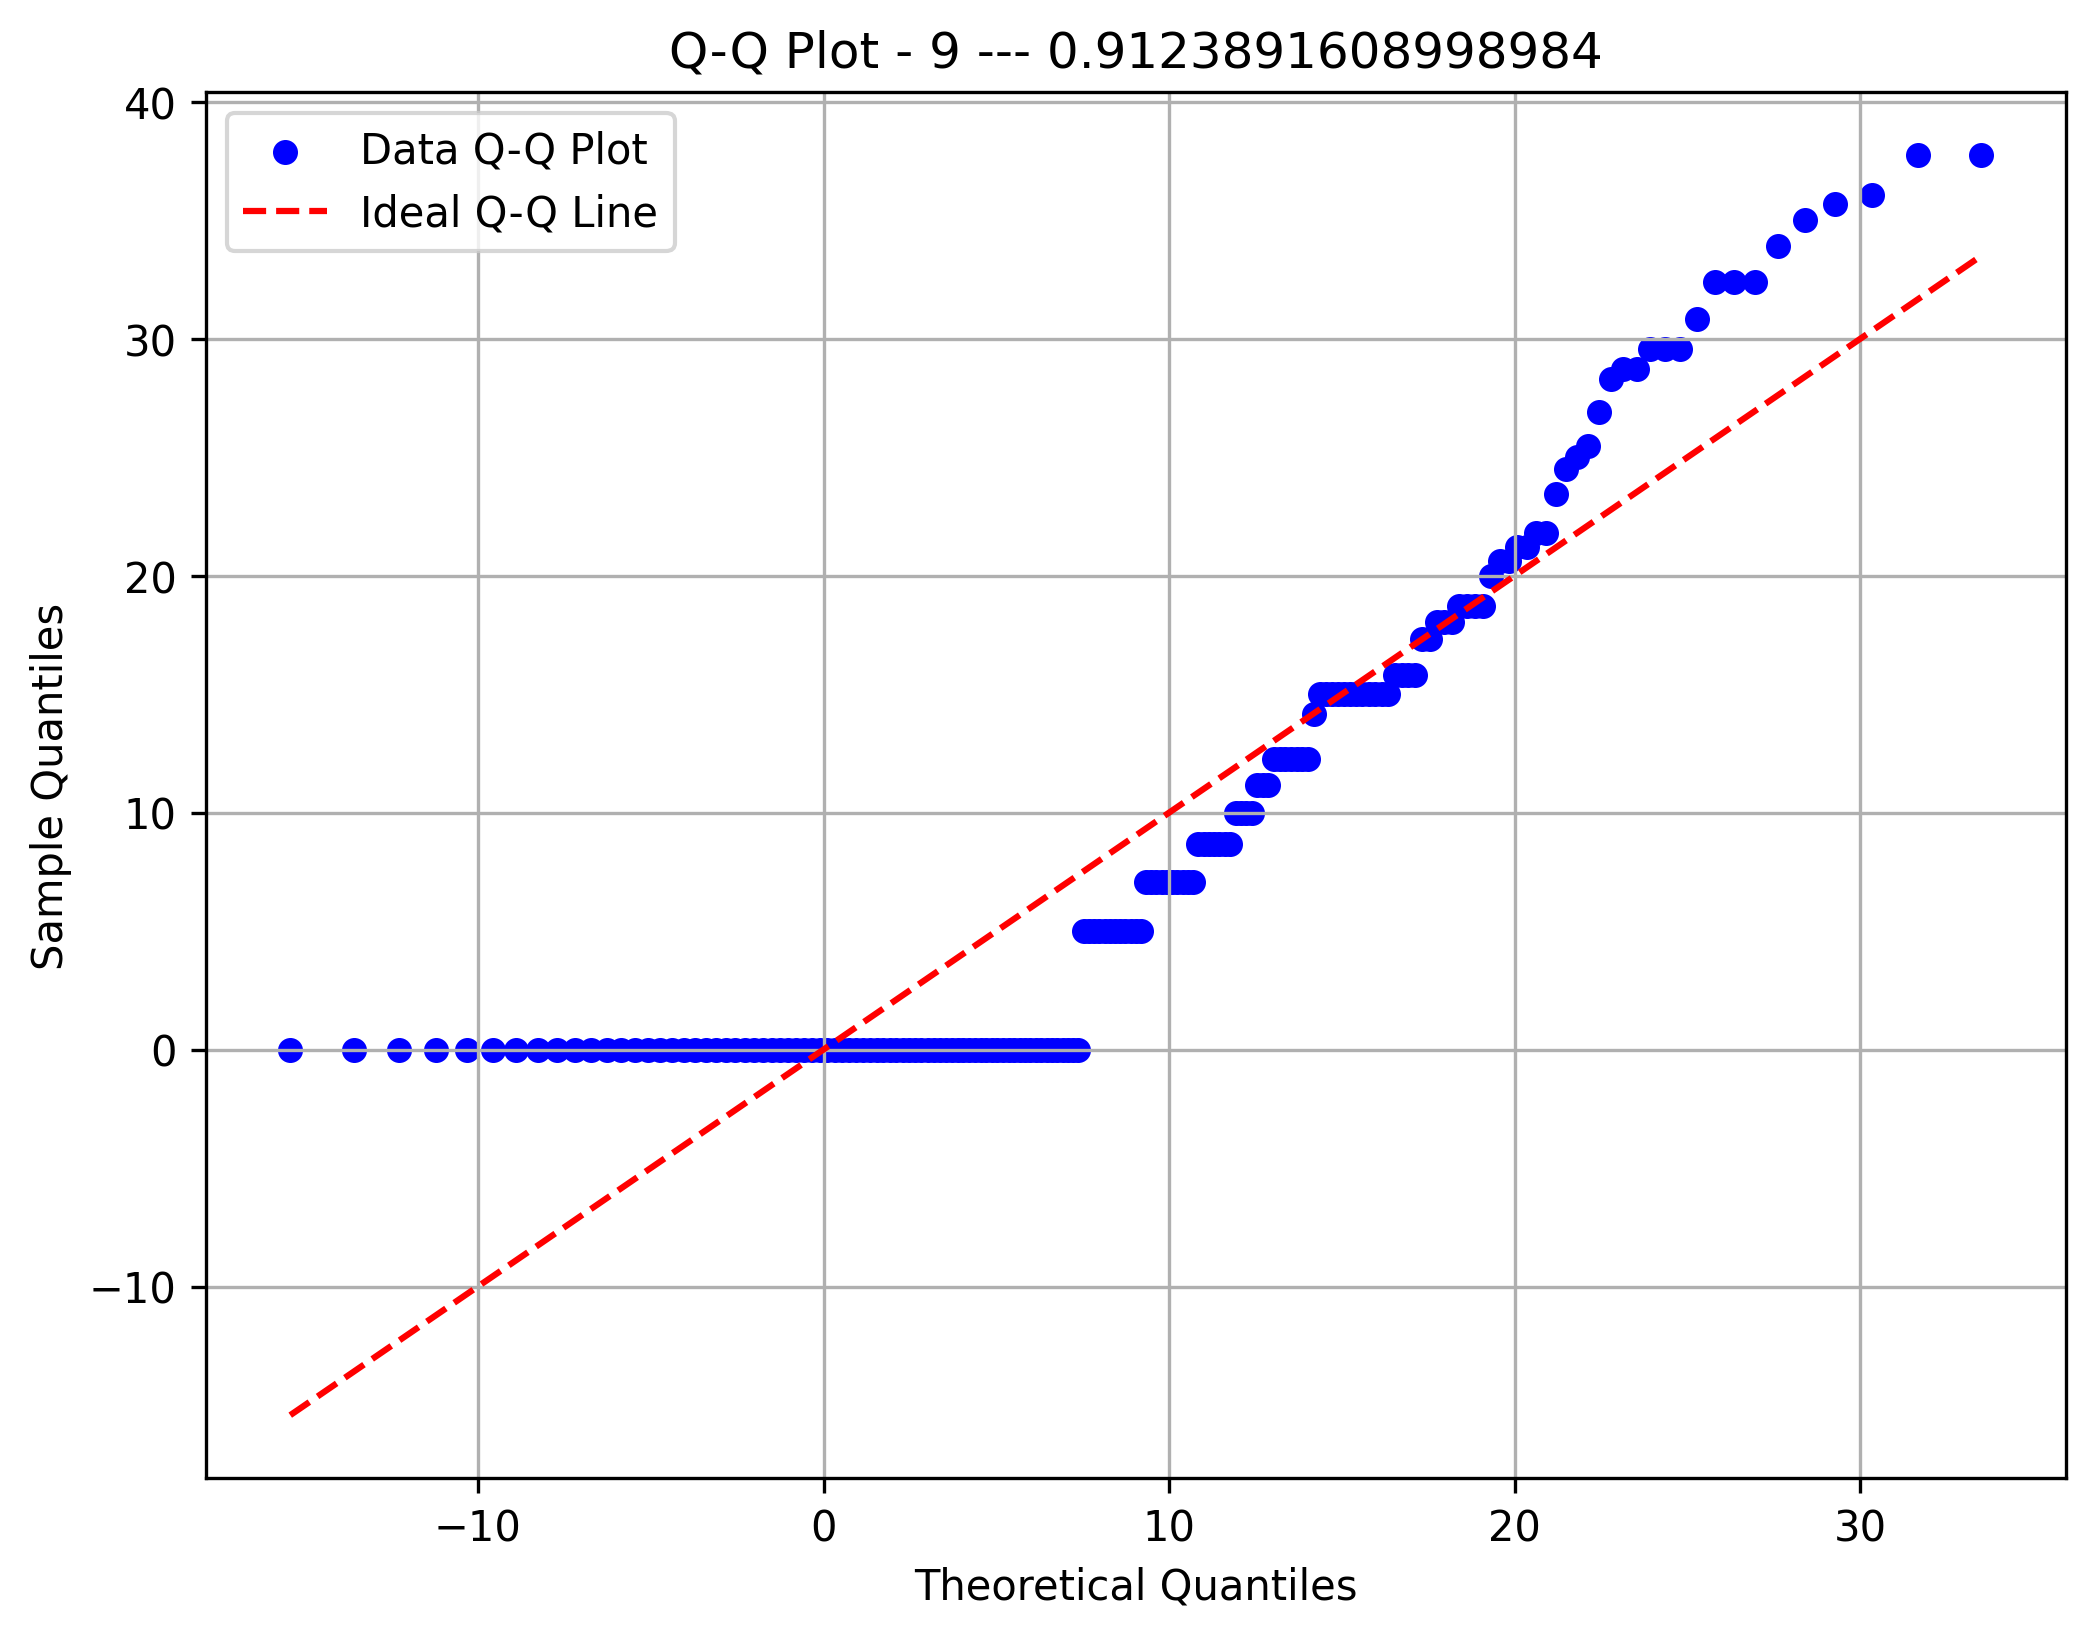 Q-Q Plot - 9 --- 0.9123891608998984
Data Q-Q Plot
Ideal Q-Q Line
40
30
20
10
0
−10
Sample Quantiles
−10
0
10
20
30
Theoretical Quantiles